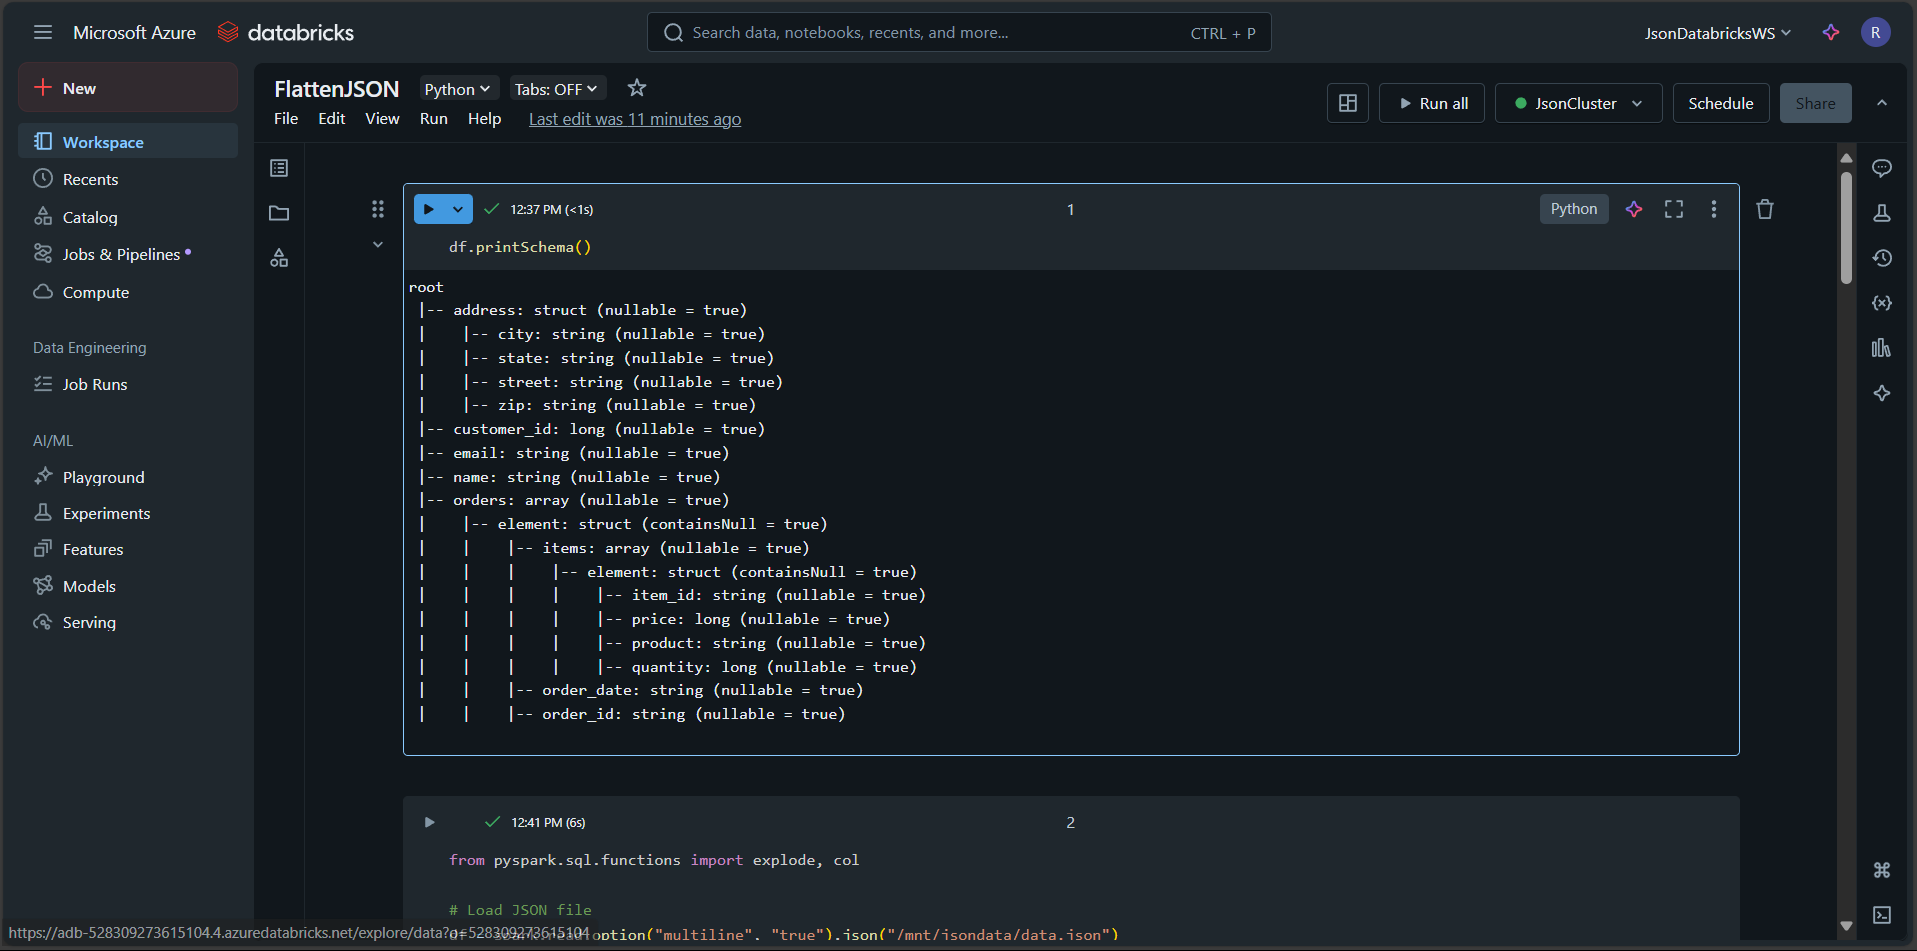 Microsoft Azure databricks
Search data, notebooks, recents, and more... CTRL + P
JsonDatabricksWS
R
New
Workspace
Recents
Catalog
Jobs & Pipelines
Compute
Data Engineering
Job Runs
AI/ML
Playground
Experiments
Features
Models
Serving
FlattenJSON Python Tabs: OFF
File Edit View Run Help Last edit was 11 minutes ago
Run all JsonCluster Schedule Share
12:37 PM (<1s) 1 Python
df.printSchema()
root
 |-- address: struct (nullable = true)
 |    |-- city: string (nullable = true)
 |    |-- state: string (nullable = true)
 |    |-- street: string (nullable = true)
 |    |-- zip: string (nullable = true)
 |-- customer_id: long (nullable = true)
 |-- email: string (nullable = true)
 |-- name: string (nullable = true)
 |-- orders: array (nullable = true)
 |    |-- element: struct (containsNull = true)
 |    |    |-- items: array (nullable = true)
 |    |    |    |-- element: struct (containsNull = true)
 |    |    |    |    |-- item_id: string (nullable = true)
 |    |    |    |    |-- price: long (nullable = true)
 |    |    |    |    |-- product: string (nullable = true)
 |    |    |    |    |-- quantity: long (nullable = true)
 |    |    |-- order_date: string (nullable = true)
 |    |    |-- order_id: string (nullable = true)
12:41 PM (6s) 2
from pyspark.sql.functions import explode, col
# Load JSON file
option("multiline", "true").json("/mnt/jsondata/data.json")
https://adb-528309273615104.4.azuredatabricks.net/explore/data?o=528309273615104